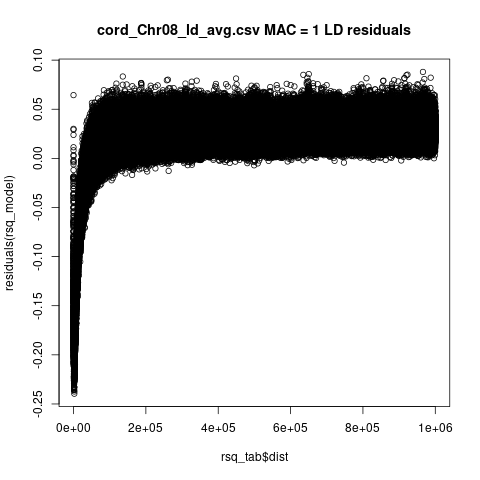 cord_Chr08_ld_avg.csv MAC = 1 LD residuals
residuals(rsq_model)
0.10
0.05
0.00
-0.05
-0.10
-0.15
-0.20
-0.25
0e+00 2e+05 4e+05 6e+05 8e+05 1e+06
rsq_tab$dist